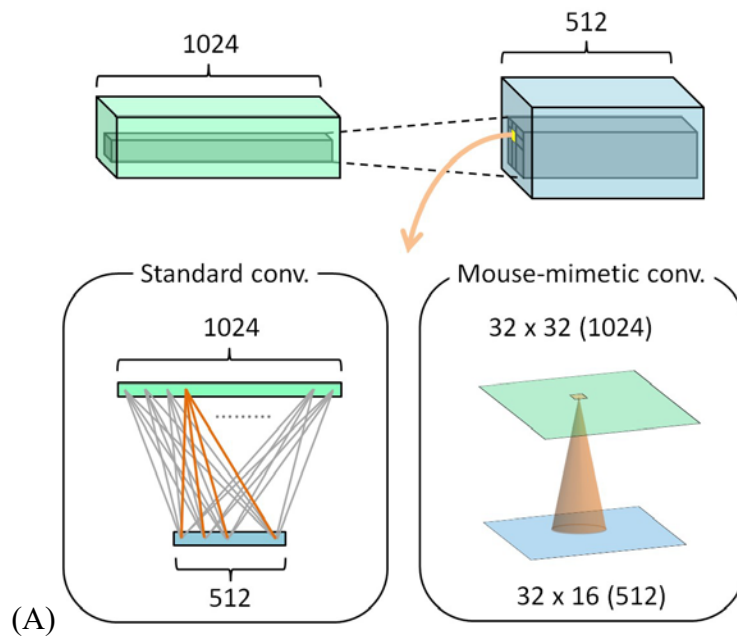 1024
512
Standard conv.
1024
512
Mouse-mimetic conv.
32 x 32 (1024)
32 x 16 (512)
(A)